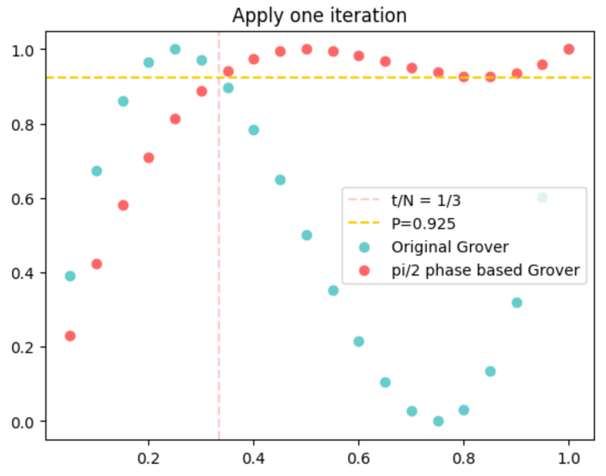 Apply one iteration
1.0
0.8
0.6
0.4
0.2
0.0
t/N = 1/3
P=0.925
Original Grover
pi/2 phase based Grover
0.2 0.4 0.6 0.8 1.0